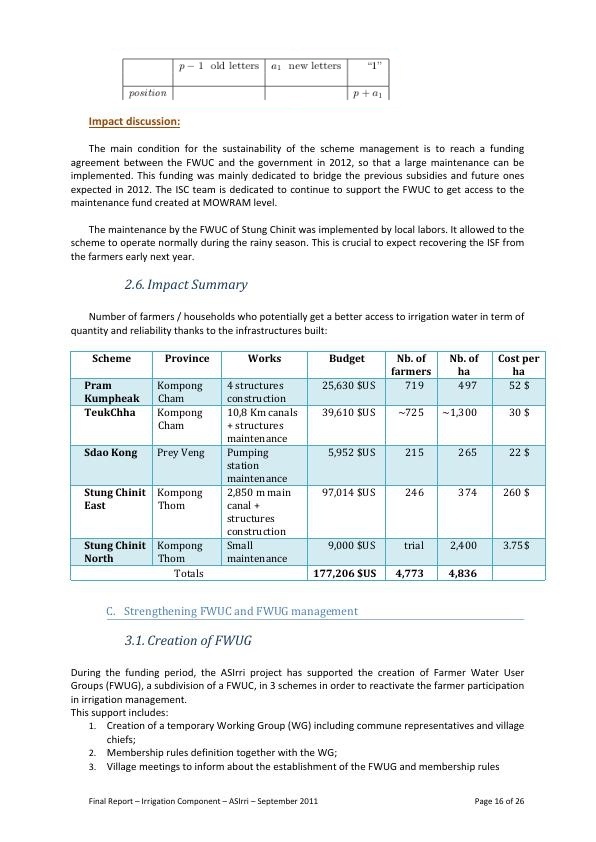 p − 1 old letters a₁ new letters "1"
position p + a₁
Impact discussion:
The main condition for the sustainability of the scheme management is to reach a funding
agreement between the FWUC and the government in 2012, so that a large maintenance can be
implemented. This funding was mainly dedicated to bridge the previous subsidies and future ones
expected in 2012. The ISC team is dedicated to continue to support the FWUC to get access to the
maintenance fund created at MOWRAM level.
The maintenance by the FWUC of Stung Chinit was implemented by local labors. It allowed to the
scheme to operate normally during the rainy season. This is crucial to expect recovering the ISF from
the farmers early next year.
2.6. Impact Summary
Number of farmers / households who potentially get a better access to irrigation water in term of
quantity and reliability thanks to the infrastructures built:
Scheme Province Works Budget Nb. of Nb. of Cost per
farmers ha ha
Pram Kompong 4 structures 25,630 $US 719 497 52 $
Kumpheak Cham construction
TeukChha Kompong 10,8 Km canals 39,610 $US ~725 ~1,300 30 $
Cham + structures
maintenance
Sdao Kong Prey Veng Pumping 5,952 $US 215 265 22 $
station
maintenance
Stung Chinit Kompong 2,850 m main 97,014 $US 246 374 260 $
East Thom canal +
structures
construction
Stung Chinit Kompong Small 9,000 $US trial 2,400 3.75$
North Thom maintenance
Totals 177,206 $US 4,773 4,836
C. Strengthening FWUC and FWUG management
3.1. Creation of FWUG
During the funding period, the ASIrri project has supported the creation of Farmer Water User
Groups (FWUG), a subdivision of a FWUC, in 3 schemes in order to reactivate the farmer participation
in irrigation management.
This support includes:
1. Creation of a temporary Working Group (WG) including commune representatives and village
chiefs;
2. Membership rules definition together with the WG;
3. Village meetings to inform about the establishment of the FWUG and membership rules
Final Report – Irrigation Component – ASIrri – September 2011 Page 16 of 26